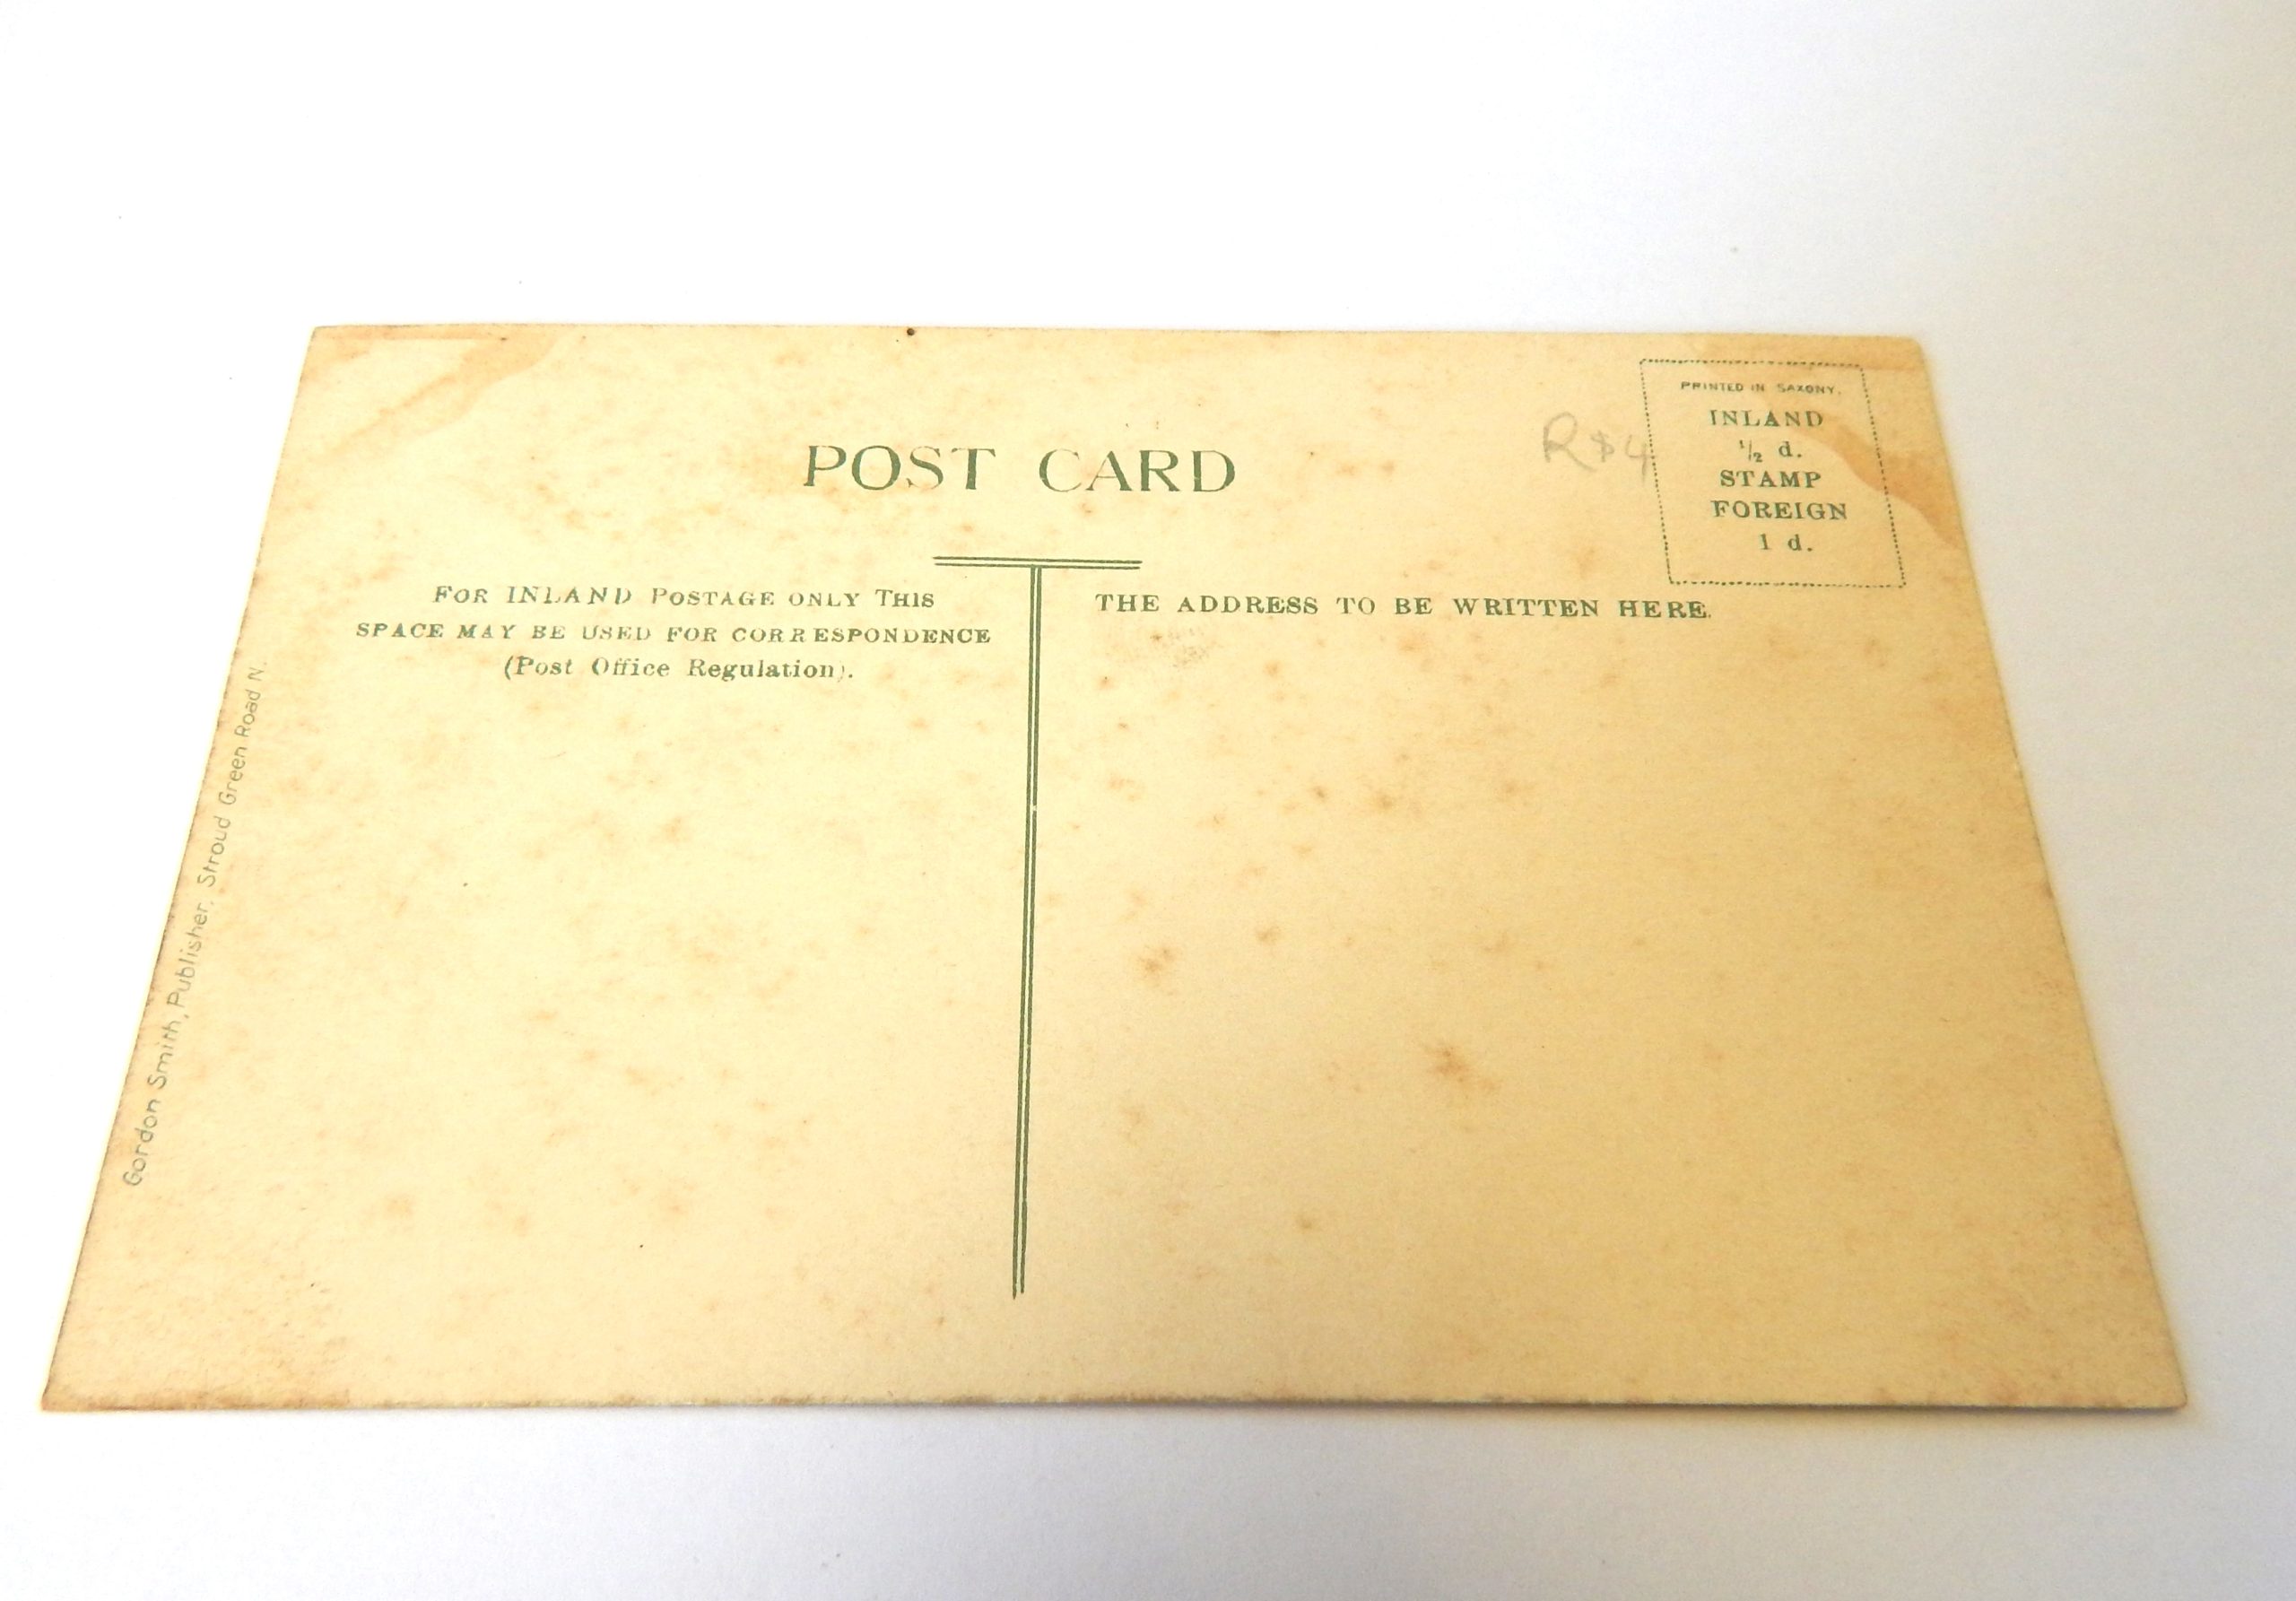 PRINTED IN SAXONY.
INLAND
½ d.
STAMP
FOREIGN
1 d.
POST CARD
R$4
FOR INLAND POSTAGE ONLY THIS
SPACE MAY BE USED FOR CORRESPONDENCE
(Post Office Regulation).
THE ADDRESS TO BE WRITTEN HERE.
Gordon Smith, Publisher, Stroud Green Road N.